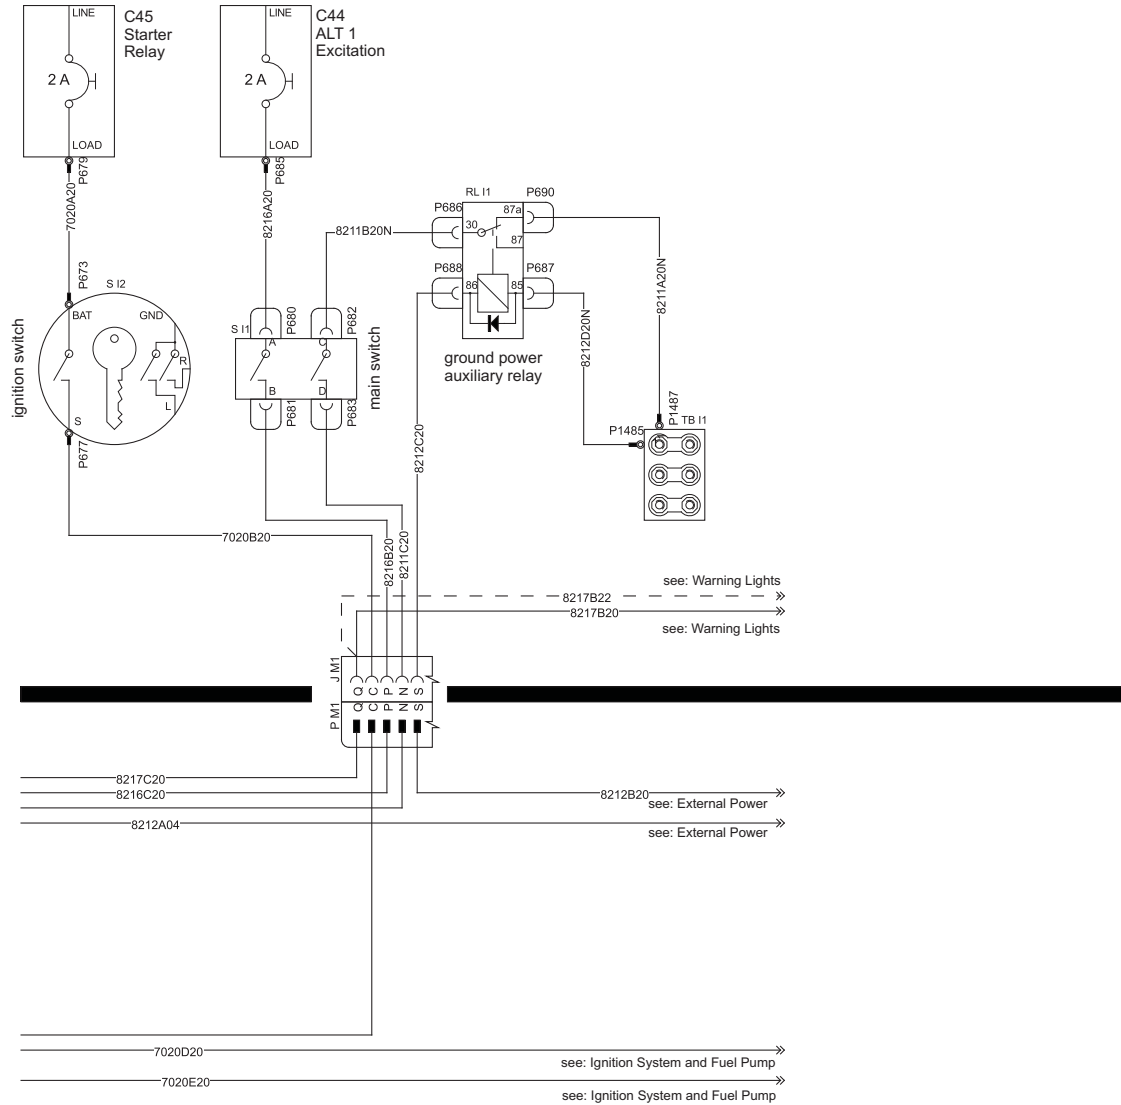 LINE
C45
Starter
Relay
2 A
LOAD
P679
7020A20
P673
LINE
C44
ALT 1
Excitation
2 A
LOAD
P685
8216A20
S I2
BAT
GND
R
L
S
ignition switch
P677
S I1
P680
P682
A
C
B
D
P681
P683
main switch
8211B20N
RL I1
P686
P690
30
87a
87
P688
P687
86
85
ground power
auxiliary relay
8212C20
8212D20N
8211A20N
P1487
P1485
TB I1
7020B20
8216B20
8211C20
see: Warning Lights
8217B22
8217B20
see: Warning Lights
J M1
Q
C
P
N
S
P M1
Q
C
P
N
S
8217C20
8216C20
8212B20
see: External Power
8212A04
see: External Power
7020D20
see: Ignition System and Fuel Pump
7020E20
see: Ignition System and Fuel Pump